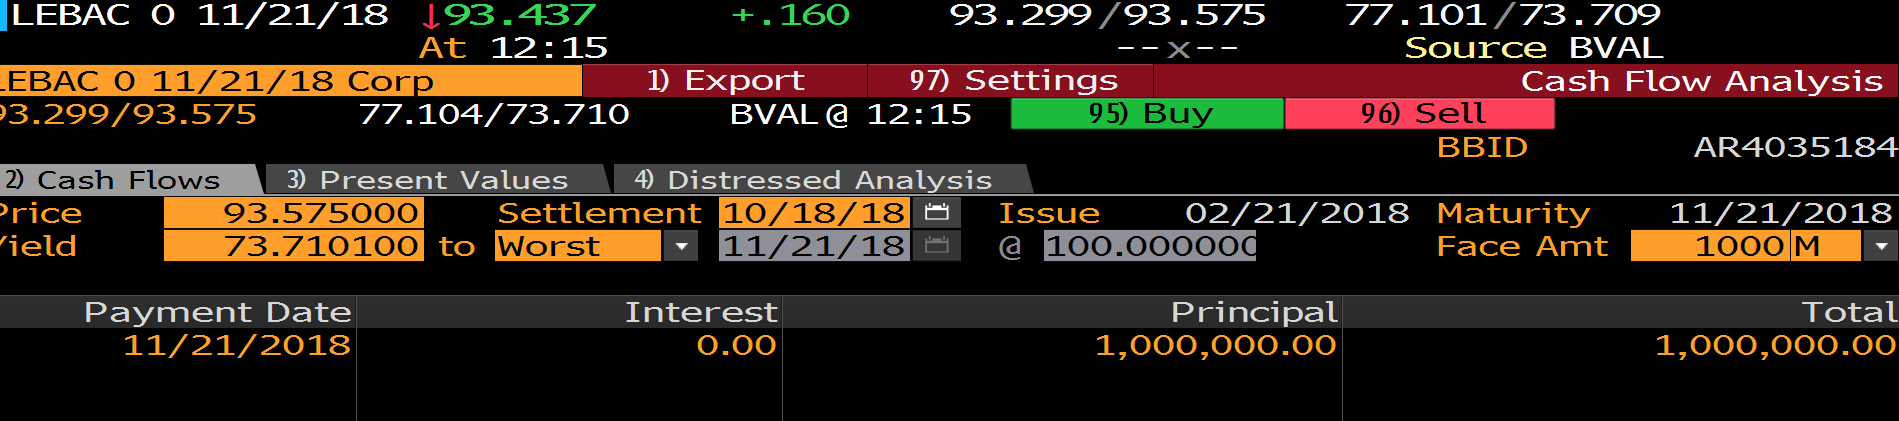 LEBAC 0 11/21/18 ↓93.437 +.160 93.299/93.575 77.101/73.709
At 12:15 --x-- Source BVAL
LEBAC 0 11/21/18 Corp 1) Export 97) Settings Cash Flow Analysis
93.299/93.575 77.104/73.710 BVAL@ 12:15 95) Buy 96) Sell
BBID AR4035184
2) Cash Flows 3) Present Values 4) Distressed Analysis
Price 93.575000 Settlement 10/18/18 Issue 02/21/2018 Maturity 11/21/2018
Yield 73.710100 to Worst 11/21/18 @ 100.000000 Face Amt 1000 M
Payment Date Interest Principal Total
11/21/2018 0.00 1,000,000.00 1,000,000.00